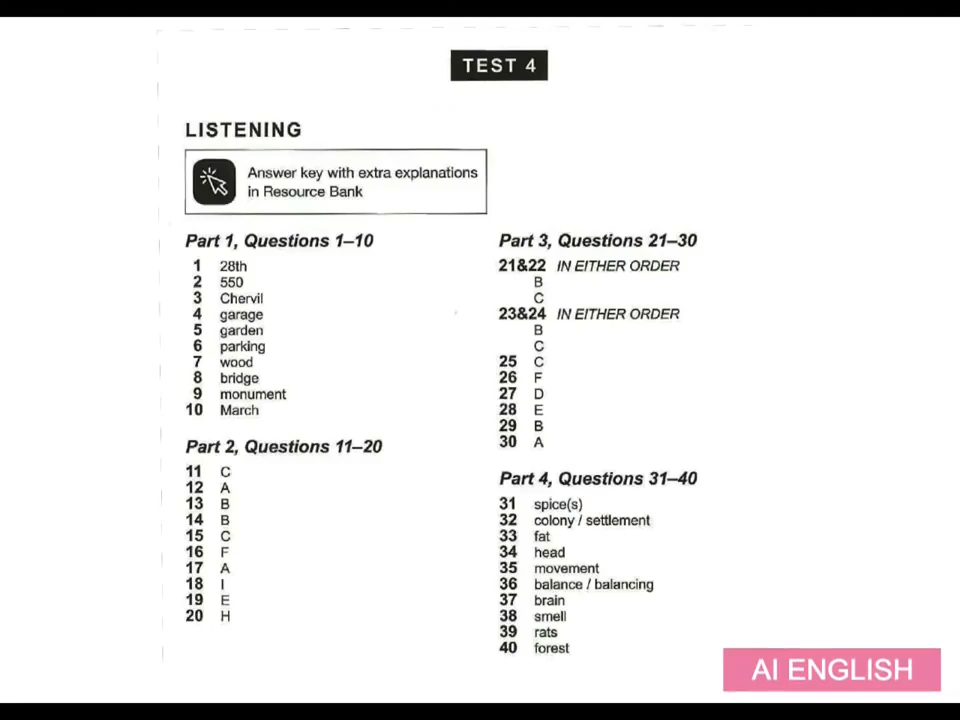 TEST 4
LISTENING
Answer key with extra explanations
in Resource Bank
Part 1, Questions 1–10
1 28th
2 550
3 Chervil
4 garage
5 garden
6 parking
7 wood
8 bridge
9 monument
10 March
Part 2, Questions 11–20
11 C
12 A
13 B
14 B
15 C
16 F
17 A
18 I
19 E
20 H
Part 3, Questions 21–30
21&22 IN EITHER ORDER
B
C
23&24 IN EITHER ORDER
B
C
25 C
26 F
27 D
28 E
29 B
30 A
Part 4, Questions 31–40
31 spice(s)
32 colony / settlement
33 fat
34 head
35 movement
36 balance / balancing
37 brain
38 smell
39 rats
40 forest
AI ENGLISH